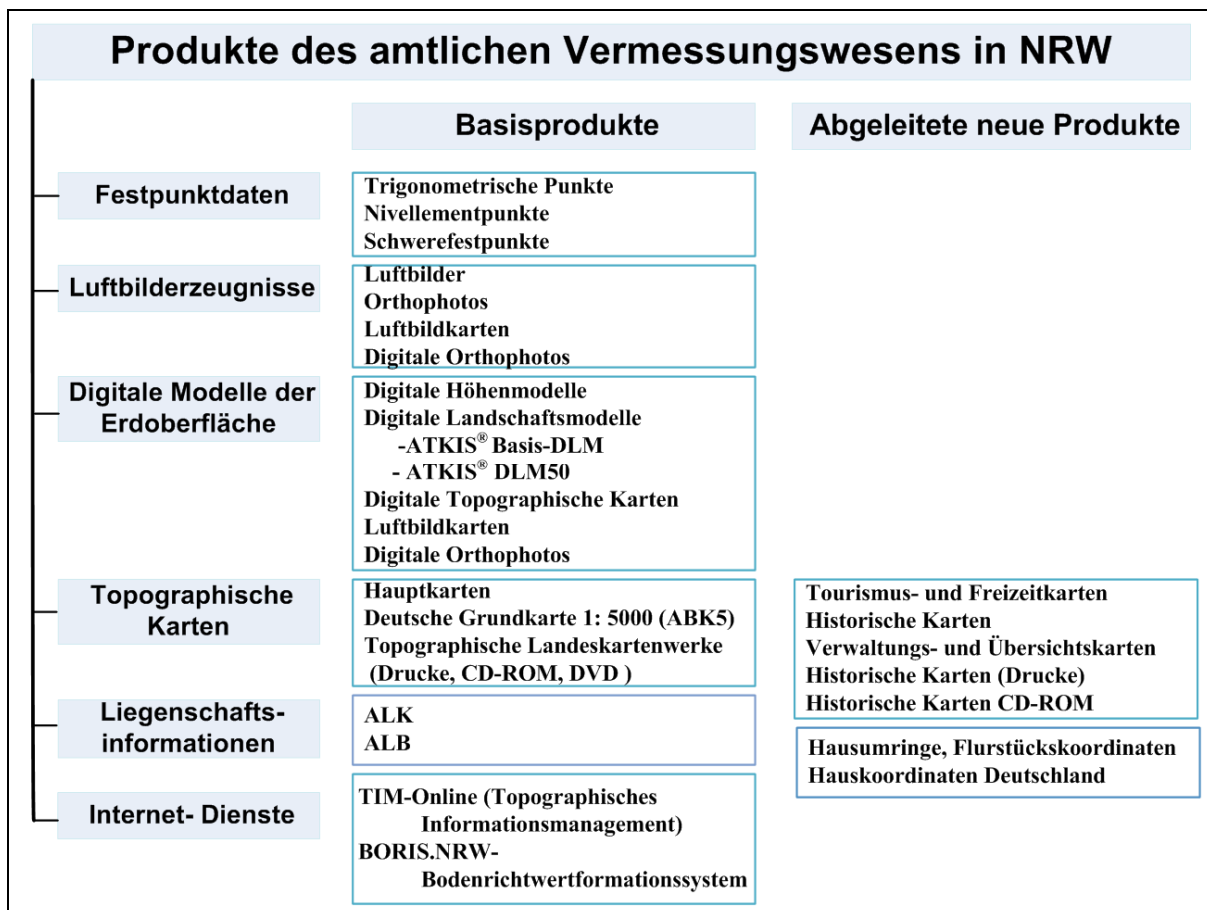 Produkte des amtlichen Vermessungswesens in NRW
Basisprodukte
Abgeleitete neue Produkte
Festpunktdaten
Trigonometrische Punkte
Nivellementpunkte
Schwerefestpunkte
Luftbilderzeugnisse
Luftbilder
Orthophotos
Luftbildkarten
Digitale Orthophotos
Digitale Modelle der
Erdoberfläche
Digitale Höhenmodelle
Digitale Landschaftsmodelle
-ATKIS® Basis-DLM
- ATKIS® DLM50
Digitale Topographische Karten
Luftbildkarten
Digitale Orthophotos
Topographische
Karten
Hauptkarten
Deutsche Grundkarte 1: 5000 (ABK5)
Topographische Landeskartenwerke
(Drucke, CD-ROM, DVD )
Tourismus- und Freizeitkarten
Historische Karten
Verwaltungs- und Übersichtskarten
Historische Karten (Drucke)
Historische Karten CD-ROM
Liegenschafts-
informationen
ALK
ALB
Hausumringe, Flurstückskoordinaten
Hauskoordinaten Deutschland
Internet- Dienste
TIM-Online (Topographisches
Informationsmanagement)
BORIS.NRW-
Bodenrichtwertformationssystem